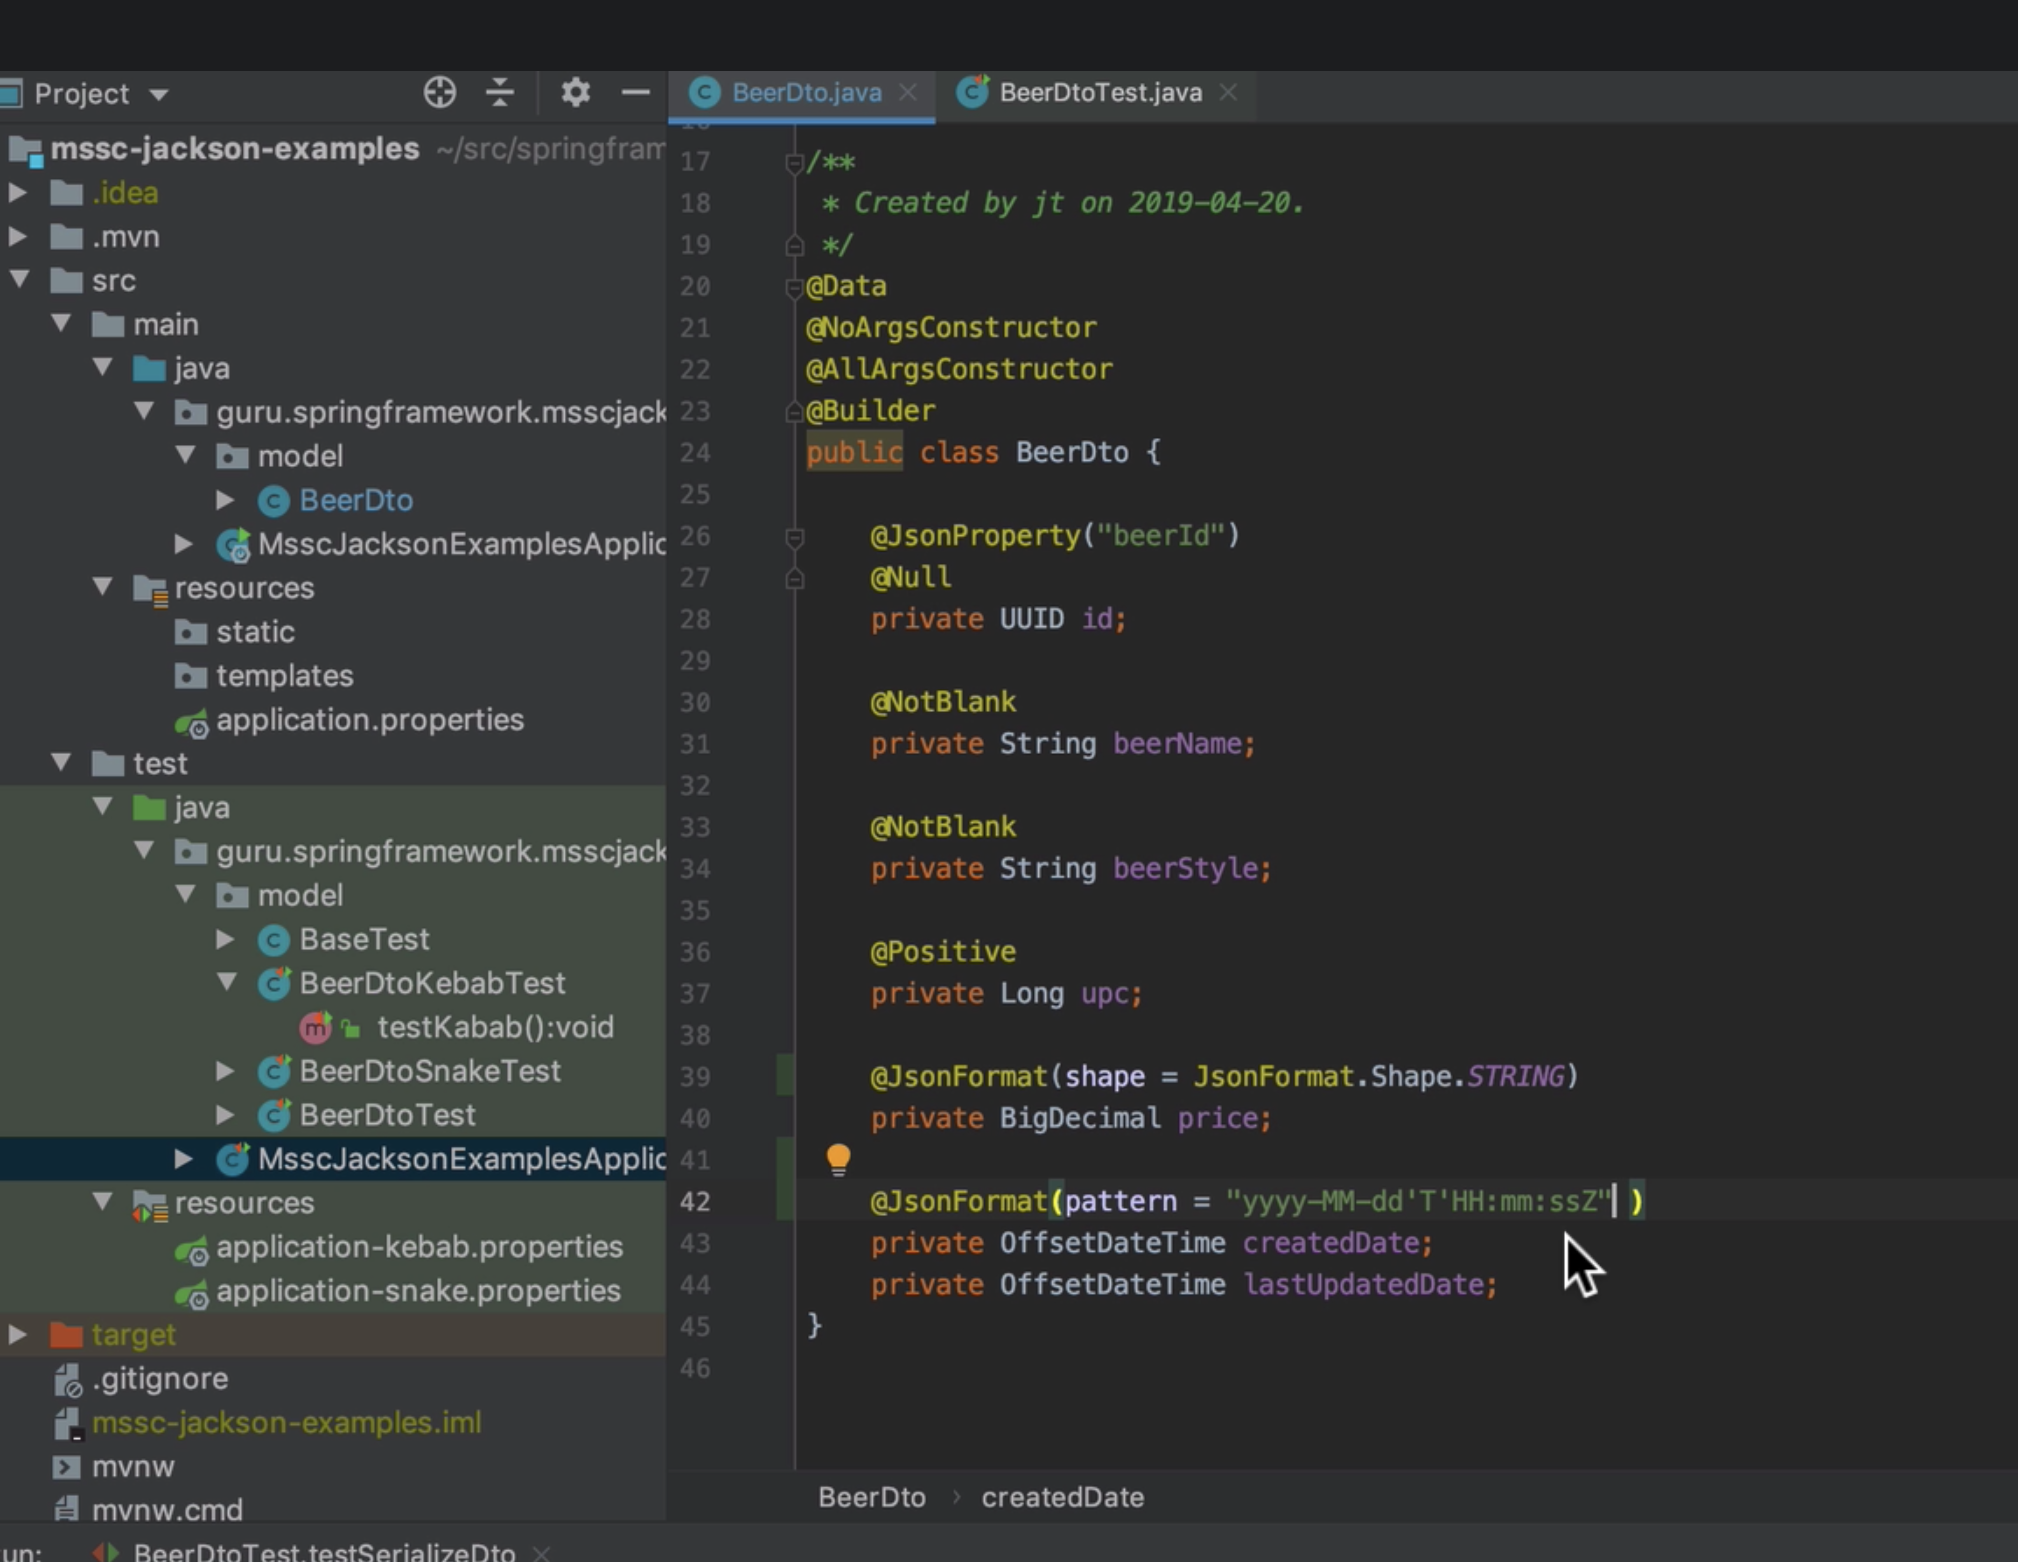 Project
BeerDto.java
BeerDtoTest.java
mssc-jackson-examples ~/src/springfram
.idea
.mvn
src
main
java
guru.springframework.msscjack
model
BeerDto
MsscJacksonExamplesApplic
resources
static
templates
application.properties
test
java
guru.springframework.msscjack
model
BaseTest
BeerDtoKebabTest
testKabab():void
BeerDtoSnakeTest
BeerDtoTest
MsscJacksonExamplesApplic
resources
application-kebab.properties
application-snake.properties
target
.gitignore
mssc-jackson-examples.iml
mvnw
mvnw.cmd
16
17 /**
18 * Created by jt on 2019-04-20.
19 */
20 @Data
21 @NoArgsConstructor
22 @AllArgsConstructor
23 @Builder
24 public class BeerDto {
25
26 @JsonProperty("beerId")
27 @Null
28 private UUID id;
29
30 @NotBlank
31 private String beerName;
32
33 @NotBlank
34 private String beerStyle;
35
36 @Positive
37 private Long upc;
38
39 @JsonFormat(shape = JsonFormat.Shape.STRING)
40 private BigDecimal price;
41
42 @JsonFormat(pattern = "yyyy-MM-dd'T'HH:mm:ssZ" )
43 private OffsetDateTime createdDate;
44 private OffsetDateTime lastUpdatedDate;
45 }
46
BeerDto › createdDate
un: BeerDtoTest.testSerializeDto